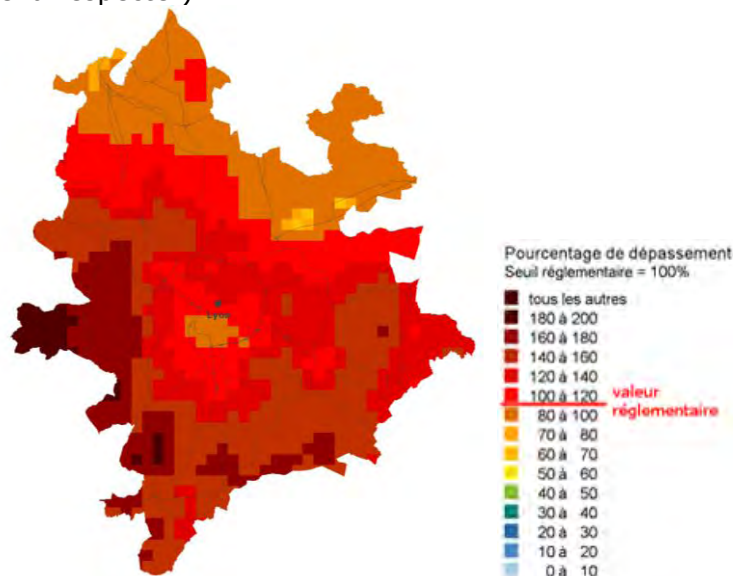 Lyon
Pourcentage de dépassement
Seuil réglementaire = 100%
tous les autres
180 à 200
160 à 180
140 à 160
120 à 140
100 à 120
valeur
réglementaire
80 à 100
70 à 80
60 à 70
50 à 60
40 à 50
30 à 40
20 à 30
10 à 20
0 à 10